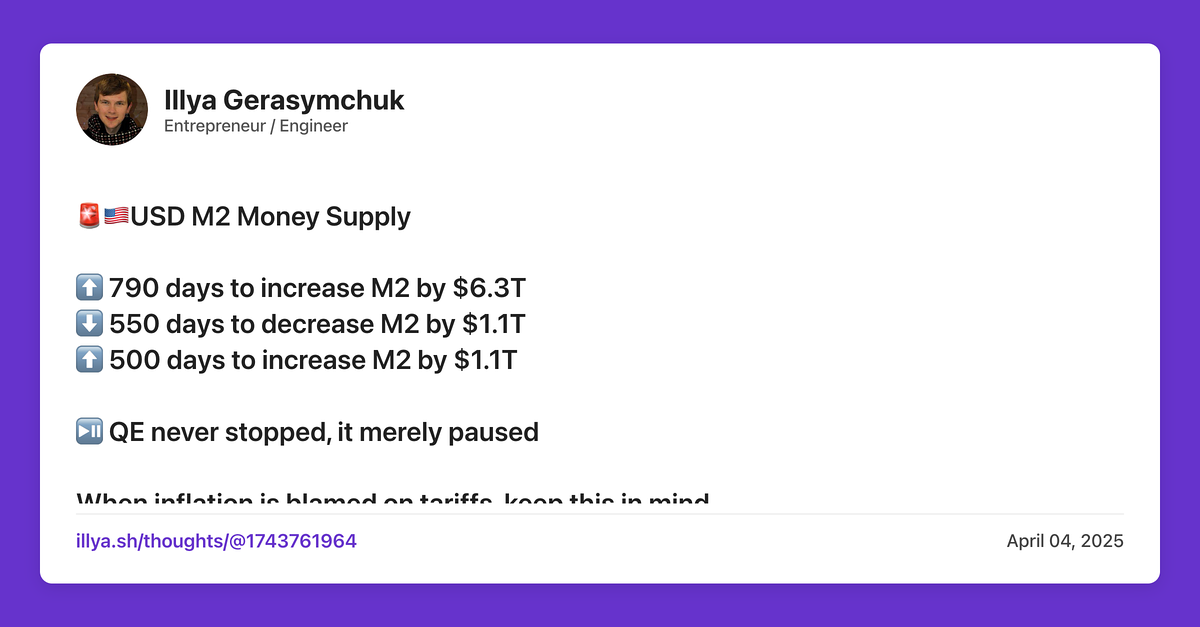 Illya Gerasymchuk
Entrepreneur / Engineer
🚨🇺🇸USD M2 Money Supply
⬆️ 790 days to increase M2 by $6.3T
⬇️ 550 days to decrease M2 by $1.1T
⬆️ 500 days to increase M2 by $1.1T
⏯️ QE never stopped, it merely paused
When inflation is blamed on tariffs, keep this in mind
illya.sh/thoughts/@1743761964
April 04, 2025